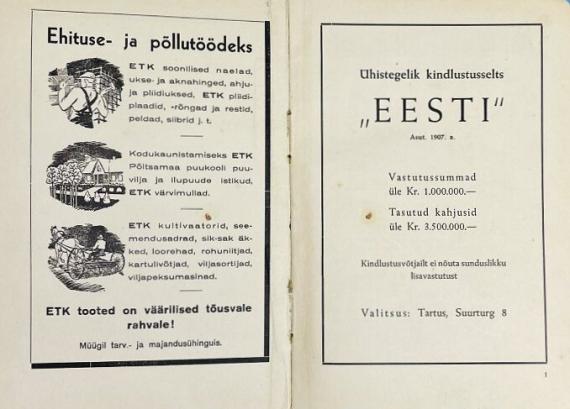 Ehituse- ja põllutöödeks
ETK soonilised naelad,
ukse- ja aknahinged, ahju-
ja pliidiuksed, ETK pliidi-
plaadid, -rõngad ja restid,
peldad, siibrid j. t.
Kodukaunistamiseks ETK
Põltsamaa puukooli puu-
vilja ja ilupuude istikud,
ETK värvimullad.
ETK kultivaatorid, see-
mendusadrad, sik-sak äk-
ked, loorehad, rohuniitjad,
kartulivõtjad, viljasortijad,
viljapeksumasinad.
ETK tooted on väärilised tõusvale
rahvale!
Müügil tarv.- ja majandusühinguis.
Ühistegelik kindlustusselts
„EESTI“
Asut. 1907. a.
Vastutussummad
üle Kr. 1.000.000.—
Tasutud kahjusid
üle Kr. 3.500.000.—
Kindlustusvõtjailt ei nõuta sunduslikku
lisavastutust
Valitsus: Tartus, Suurturg 8
1